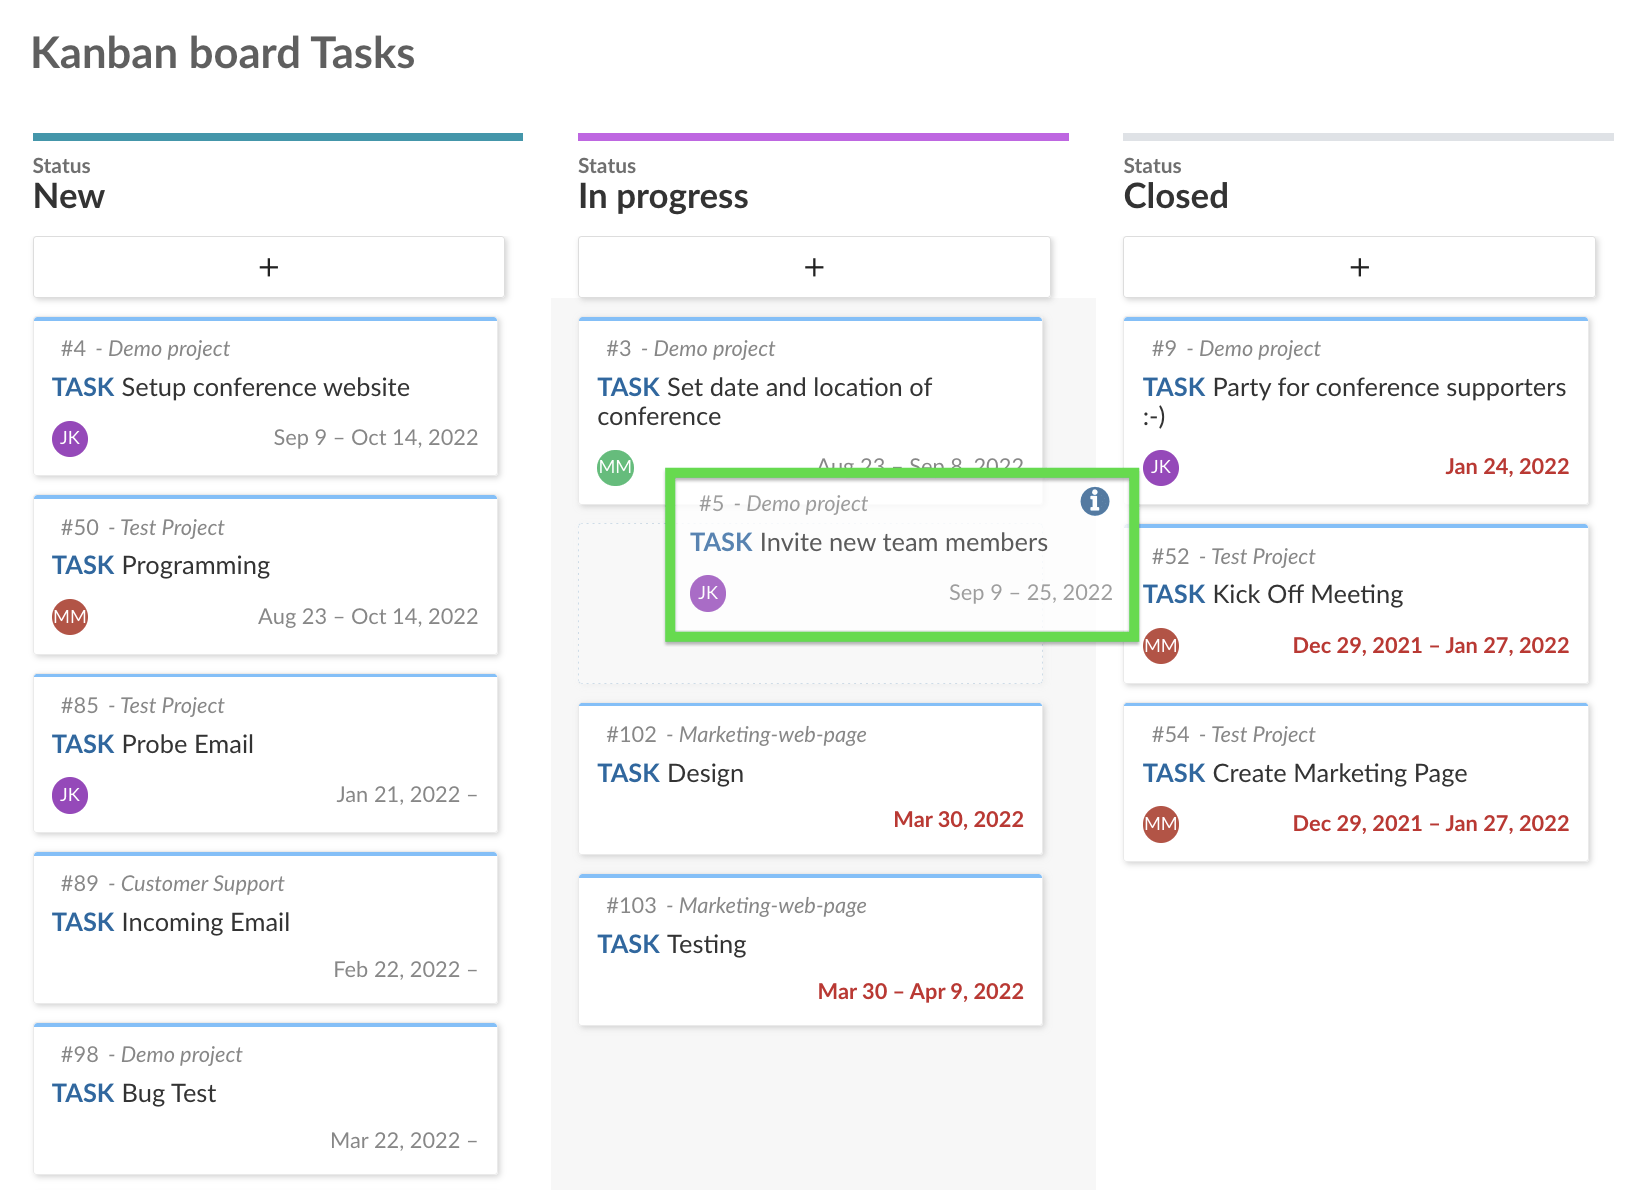 Kanban board Tasks
Status
New
+
#4 - Demo project
TASK Setup conference website
JK
Sep 9 – Oct 14, 2022
#50 - Test Project
TASK Programming
MM
Aug 23 – Oct 14, 2022
#85 - Test Project
TASK Probe Email
JK
Jan 21, 2022 –
#89 - Customer Support
TASK Incoming Email
Feb 22, 2022 –
#98 - Demo project
TASK Bug Test
Mar 22, 2022 –
Status
In progress
+
#3 - Demo project
TASK Set date and location of
conference
MM
Aug 23 – Sep 8, 2022
#5 - Demo project
i
TASK Invite new team members
JK
Sep 9 – 25, 2022
#102 - Marketing-web-page
TASK Design
Mar 30, 2022
#103 - Marketing-web-page
TASK Testing
Mar 30 – Apr 9, 2022
Status
Closed
+
#9 - Demo project
TASK Party for conference supporters
:-)
JK
Jan 24, 2022
#52 - Test Project
TASK Kick Off Meeting
MM
Dec 29, 2021 – Jan 27, 2022
#54 - Test Project
TASK Create Marketing Page
MM
Dec 29, 2021 – Jan 27, 2022